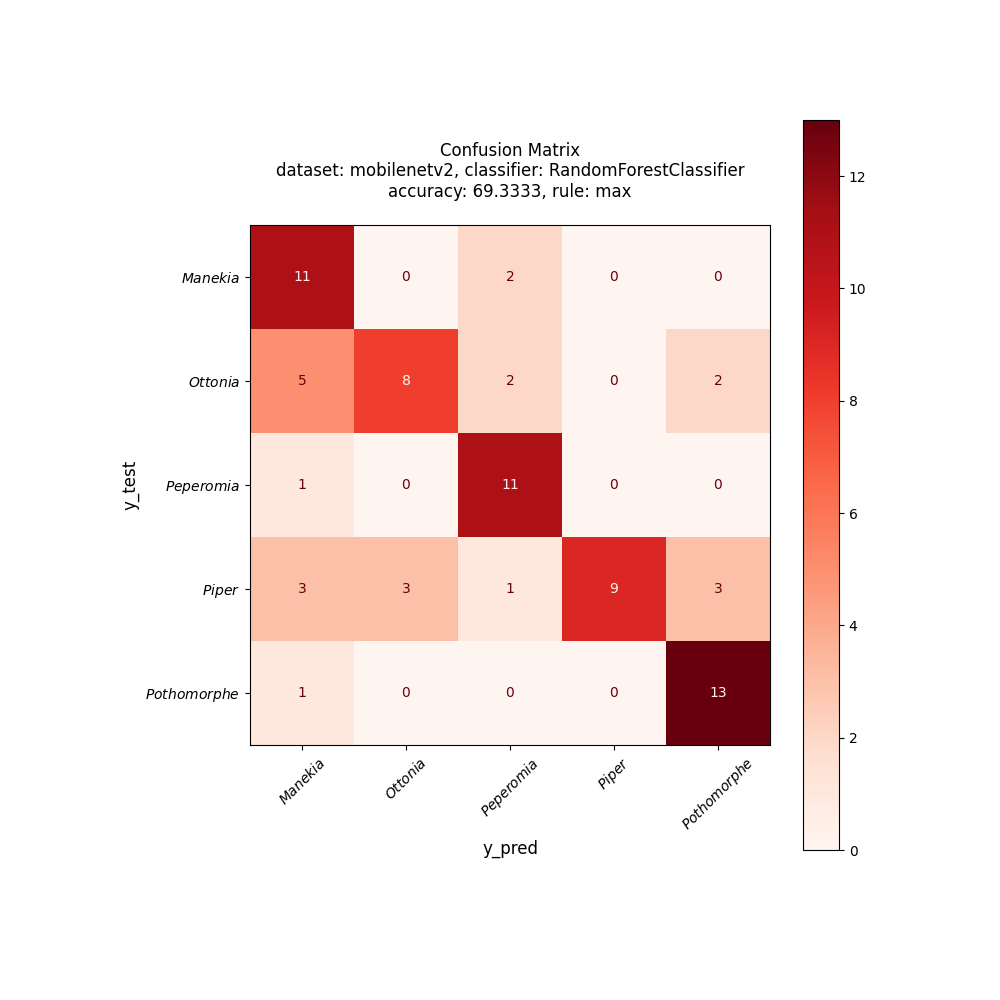 Confusion Matrix
dataset: mobilenetv2, classifier: RandomForestClassifier
accuracy: 69.3333, rule: max
12
10
8
6
4
2
0
y_test
Manekia 11 0 2 0 0
Ottonia 5 8 2 0 2
Peperomia 1 0 11 0 0
Piper 3 3 1 9 3
Pothomorphe 1 0 0 0 13
Manekia Ottonia Peperomia Piper Pothomorphe
y_pred